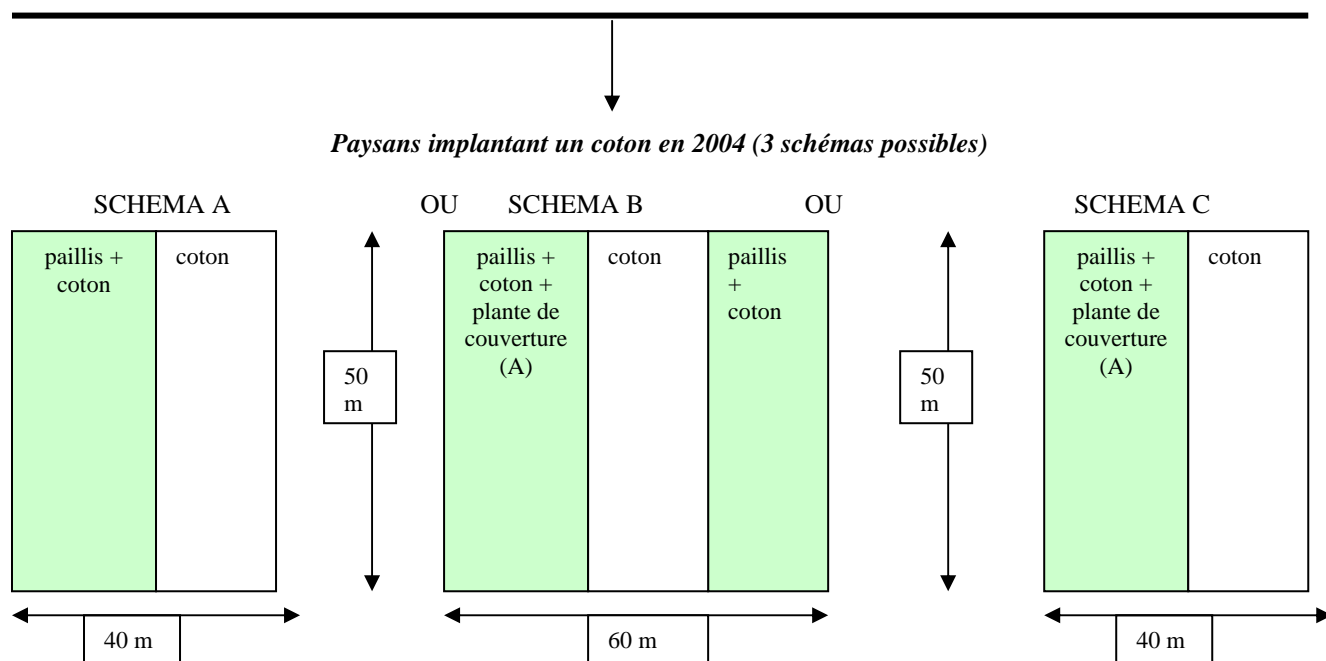 Paysans implantant un coton en 2004 (3 schémas possibles)
SCHEMA A
OU
SCHEMA B
OU
SCHEMA C
paillis +
coton
coton
50
m
paillis +
coton +
plante de
couverture
(A)
coton
paillis
+
coton
50
m
paillis +
coton +
plante de
couverture
(A)
coton
40 m
60 m
40 m